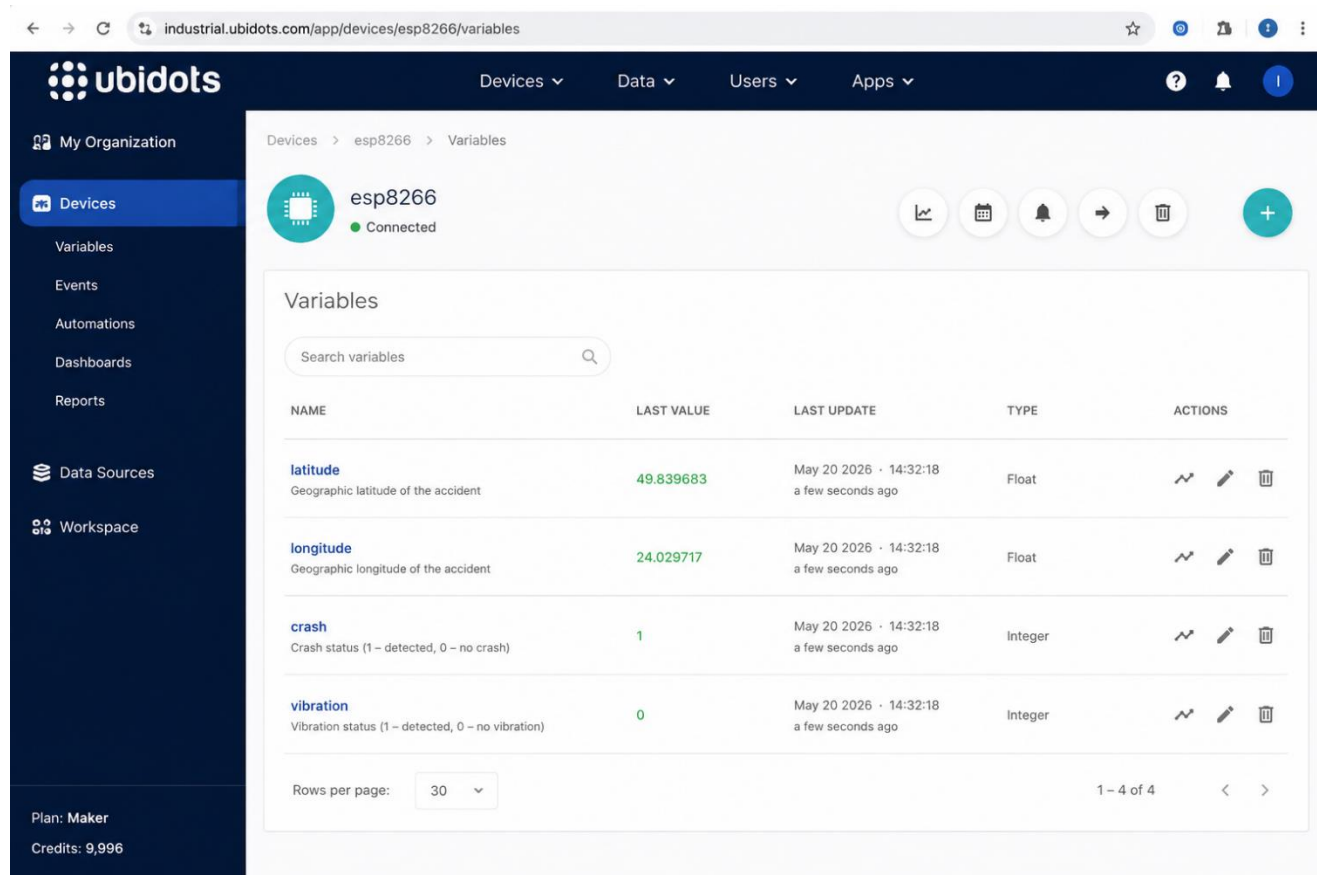 industrial.ubidots.com/app/devices/esp8266/variables
ubidots
Devices
Data
Users
Apps
?
I
My Organization
Devices
Variables
Events
Automations
Dashboards
Reports
Data Sources
Workspace
Plan: Maker
Credits: 9,996
Devices > esp8266 > Variables
esp8266
Connected
Variables
Search variables
NAME LAST VALUE LAST UPDATE TYPE ACTIONS
latitude 49.839683 May 20 2026 · 14:32:18 Float
Geographic latitude of the accident a few seconds ago
longitude 24.029717 May 20 2026 · 14:32:18 Float
Geographic longitude of the accident a few seconds ago
crash 1 May 20 2026 · 14:32:18 Integer
Crash status (1 – detected, 0 – no crash) a few seconds ago
vibration 0 May 20 2026 · 14:32:18 Integer
Vibration status (1 – detected, 0 – no vibration) a few seconds ago
Rows per page: 30 1 – 4 of 4